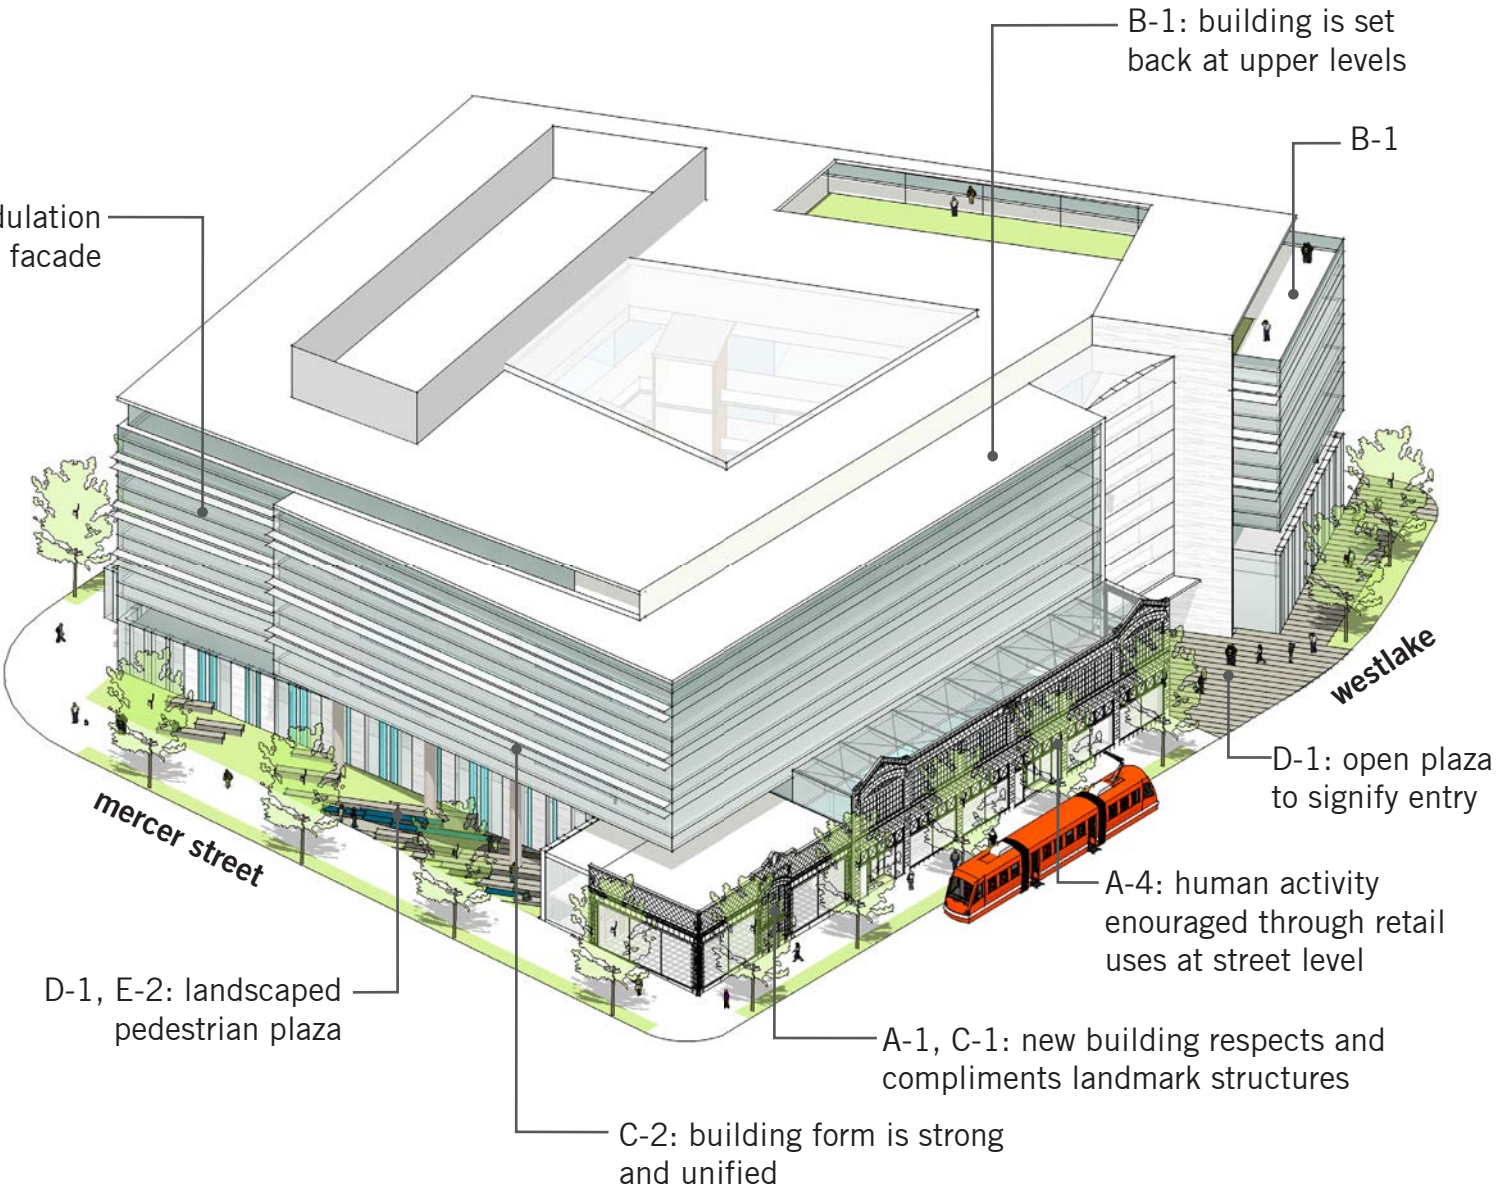 B-1: building is set
back at upper levels
B-1
facade
westlake
mercer street
D-1: open plaza
to signify entry
A-4: human activity
enouraged through retail
uses at street level
D-1, E-2: landscaped
pedestrian plaza
A-1, C-1: new building respects and
compliments landmark structures
C-2: building form is strong
and unified